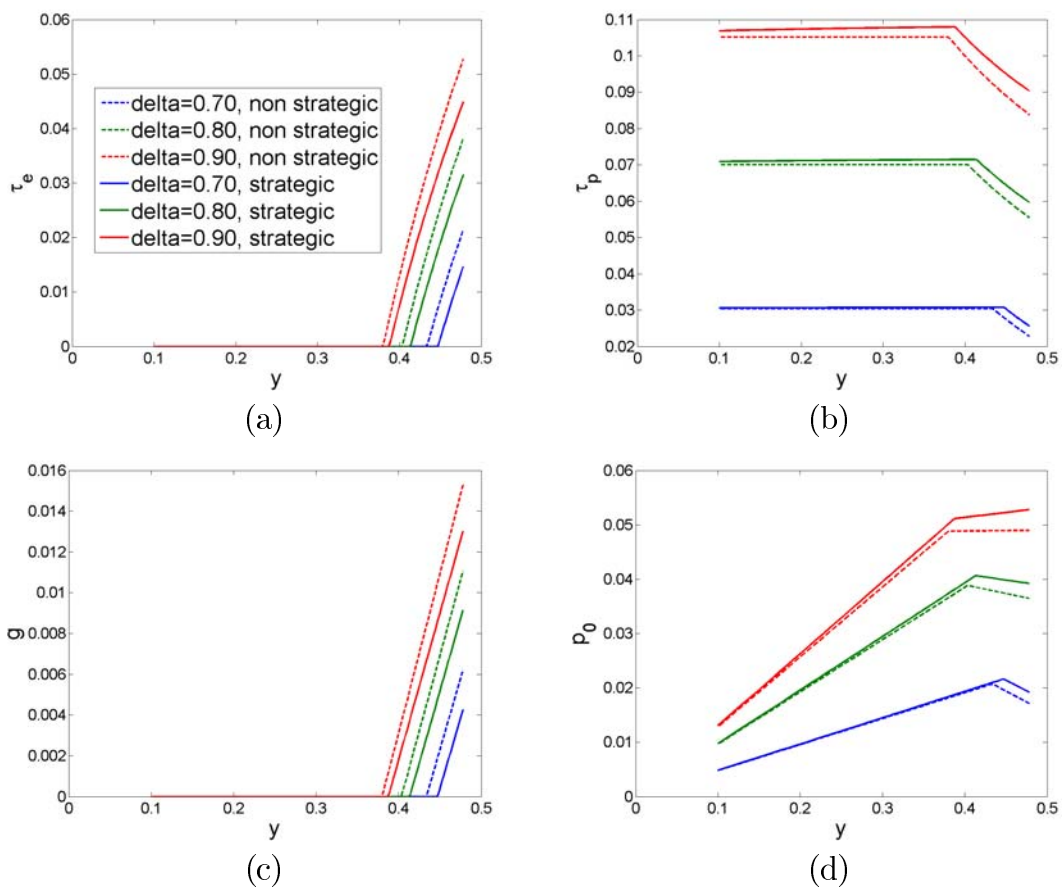 0.06
0.05
0.04
0.03
0.02
0.01
0
τe
delta=0.70, non strategic
delta=0.80, non strategic
delta=0.90, non strategic
delta=0.70, strategic
delta=0.80, strategic
delta=0.90, strategic
0 0.1 0.2 0.3 0.4 0.5
y
(a)
0.11
0.1
0.09
0.08
0.07
0.06
0.05
0.04
0.03
0.02
τp
0 0.1 0.2 0.3 0.4 0.5
y
(b)
0.016
0.014
0.012
0.01
0.008
0.006
0.004
0.002
0
g
0 0.1 0.2 0.3 0.4 0.5
y
(c)
0.06
0.05
0.04
0.03
0.02
0.01
0
p0
0 0.1 0.2 0.3 0.4 0.5
y
(d)